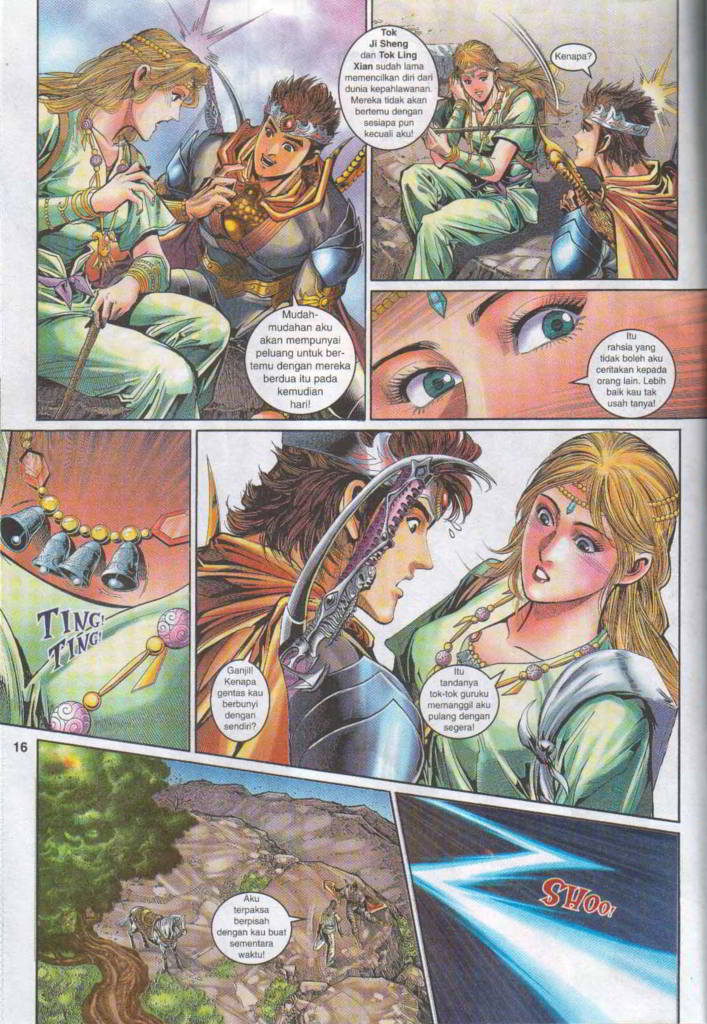 Mudah-
mudahan aku
akan mempunyai
peluang untuk ber-
temu dengan mereka
berdua itu pada
kemudian
hari!
Tok
Ji Sheng
dan Tok Ling
Xian sudah lama
memencilkan diri dari
dunia kepahlawanan.
Mereka tidak akan
bertemu dengan
sesiapa pun
kecuali aku!
Kenapa?
Itu
rahsia yang
tidak boleh aku
ceritakan kepada
orang lain. Lebih
baik kau tak
usah tanya!
TING!
TING!
Ganjil!
Kenapa
gentas kau
berbunyi
dengan
sendiri?
Itu
tandanya
tok-tok guruku
memanggil aku
pulang dengan
segera!
16
Aku
terpaksa
berpisah
dengan kau buat
sementara
waktu!
SHOO!